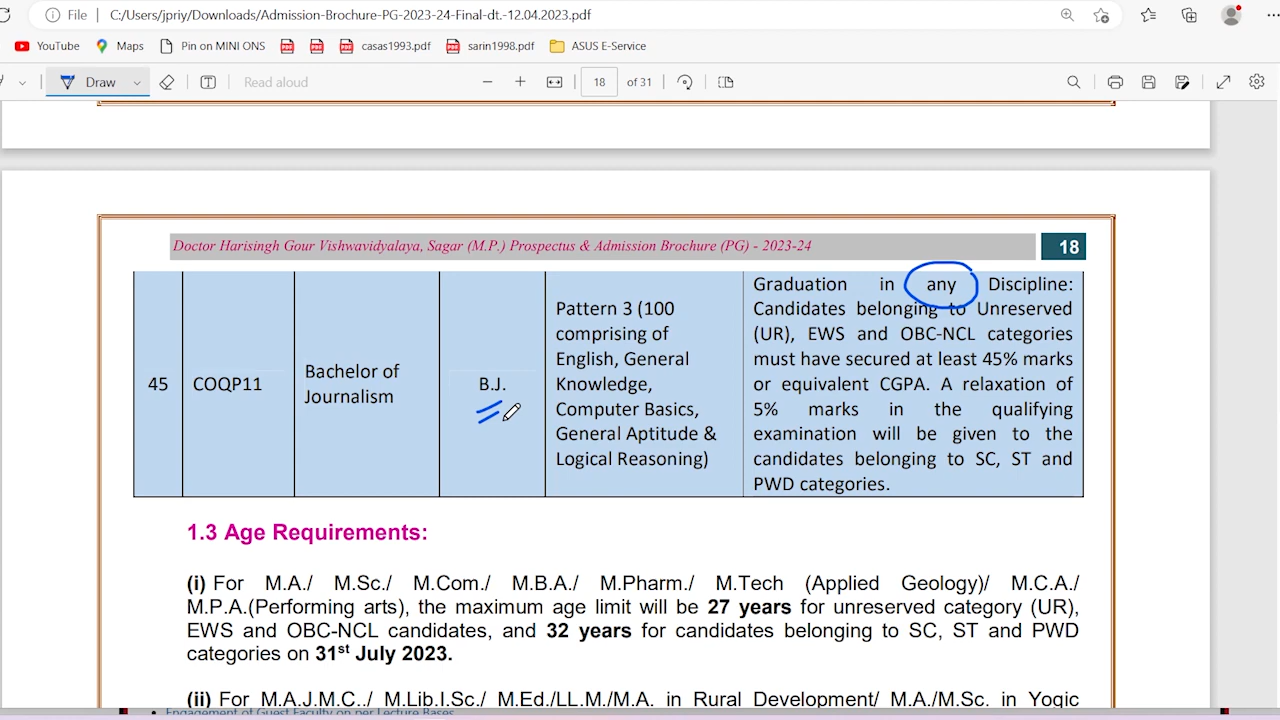 File C:/Users/jpriy/Downloads/Admission-Brochure-PG-2023-24-Final-dt.-12.04.2023.pdf
YouTube Maps Pin on MINI ONS casas1993.pdf sarin1998.pdf ASUS E-Service
Draw Read aloud 18 of 31
Doctor Harisingh Gour Vishwavidyalaya, Sagar (M.P.) Prospectus & Admission Brochure (PG) - 2023-24 18
45
COQP11
Bachelor of
Journalism
B.J.
Pattern 3 (100
comprising of
English, General
Knowledge,
Computer Basics,
General Aptitude &
Logical Reasoning)
Graduation in any Discipline:
Candidates belonging to Unreserved
(UR), EWS and OBC-NCL categories
must have secured at least 45% marks
or equivalent CGPA. A relaxation of
5% marks in the qualifying
examination will be given to the
candidates belonging to SC, ST and
PWD categories.
1.3 Age Requirements:
(i) For M.A./ M.Sc./ M.Com./ M.B.A./ M.Pharm./ M.Tech (Applied Geology)/ M.C.A./
M.P.A.(Performing arts), the maximum age limit will be 27 years for unreserved category (UR),
EWS and OBC-NCL candidates, and 32 years for candidates belonging to SC, ST and PWD
categories on 31st July 2023.
(ii) For M.A.J.M.C./ M.Lib.I.Sc./ M.Ed./LL.M./M.A. in Rural Development/ M.A./M.Sc. in Yogic
Engagement of Guest Faculty on per Lecture Bases